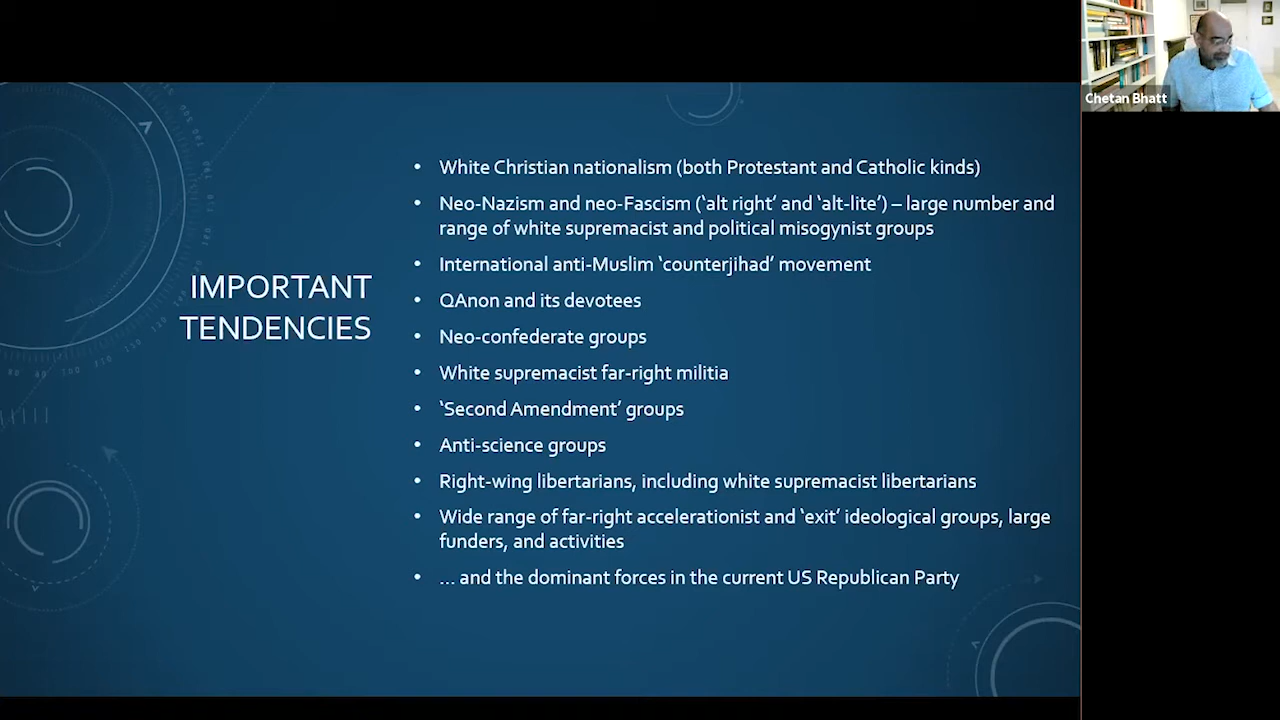 Chetan Bhatt
IMPORTANT
TENDENCIES
• White Christian nationalism (both Protestant and Catholic kinds)
• Neo-Nazism and neo-Fascism (‘alt right’ and ‘alt-lite’) – large number and
range of white supremacist and political misogynist groups
• International anti-Muslim ‘counterjihad’ movement
• QAnon and its devotees
• Neo-confederate groups
• White supremacist far-right militia
• ‘Second Amendment’ groups
• Anti-science groups
• Right-wing libertarians, including white supremacist libertarians
• Wide range of far-right accelerationist and ‘exit’ ideological groups, large
funders, and activities
• … and the dominant forces in the current US Republican Party